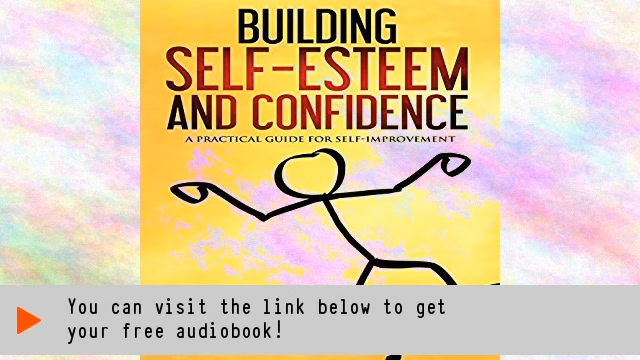 BUILDING
SELF-ESTEEM
AND CONFIDENCE
A PRACTICAL GUIDE FOR SELF-IMPROVEMENT
You can visit the link below to get
your free audiobook!